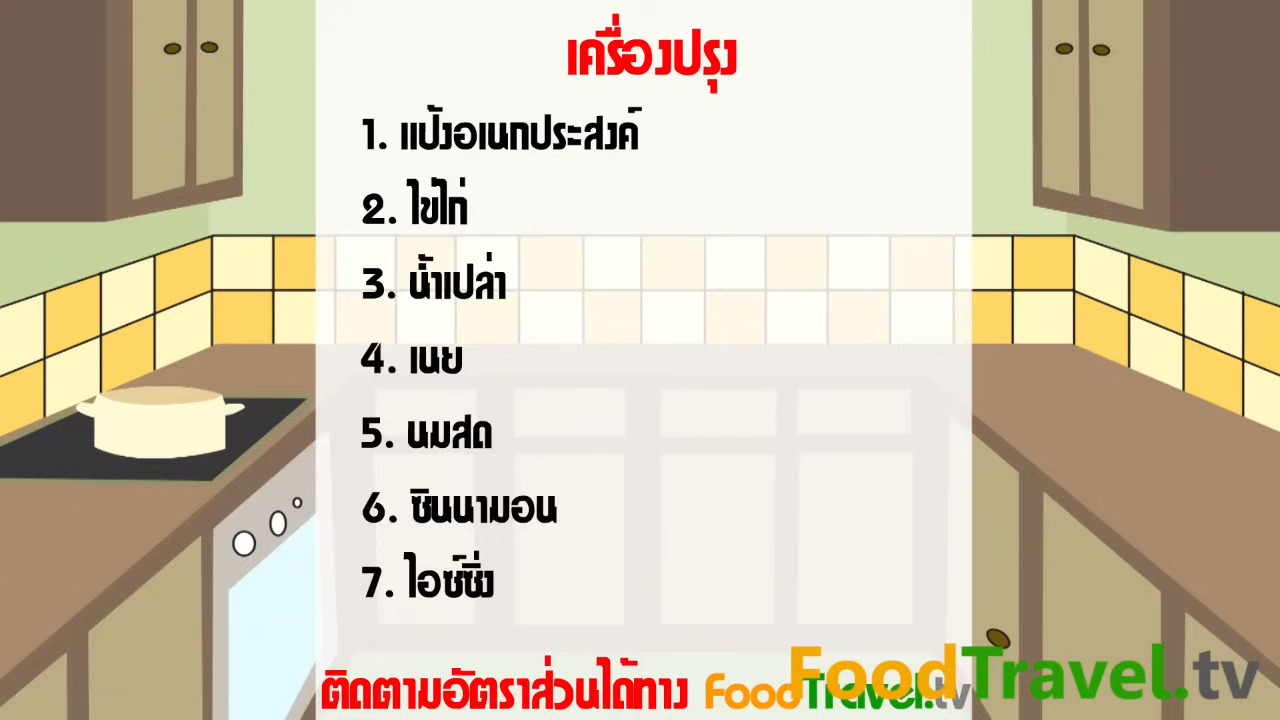 เครื่องปรุง
1. แป้งอเนกประสงค์
2. ไข่ไก่
3. น้ำเปล่า
4. เนย
5. นมสด
6. ซินนามอน
7. ไอซ์ซิ่ง
ติดตามอัตราส่วนได้ทาง FoodTravel.tv
FoodTravel.tv